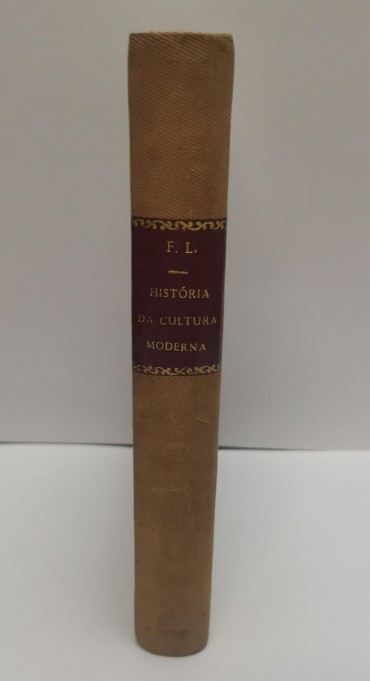 F. L.
HISTÓRIA
DA CULTURA
MODERNA